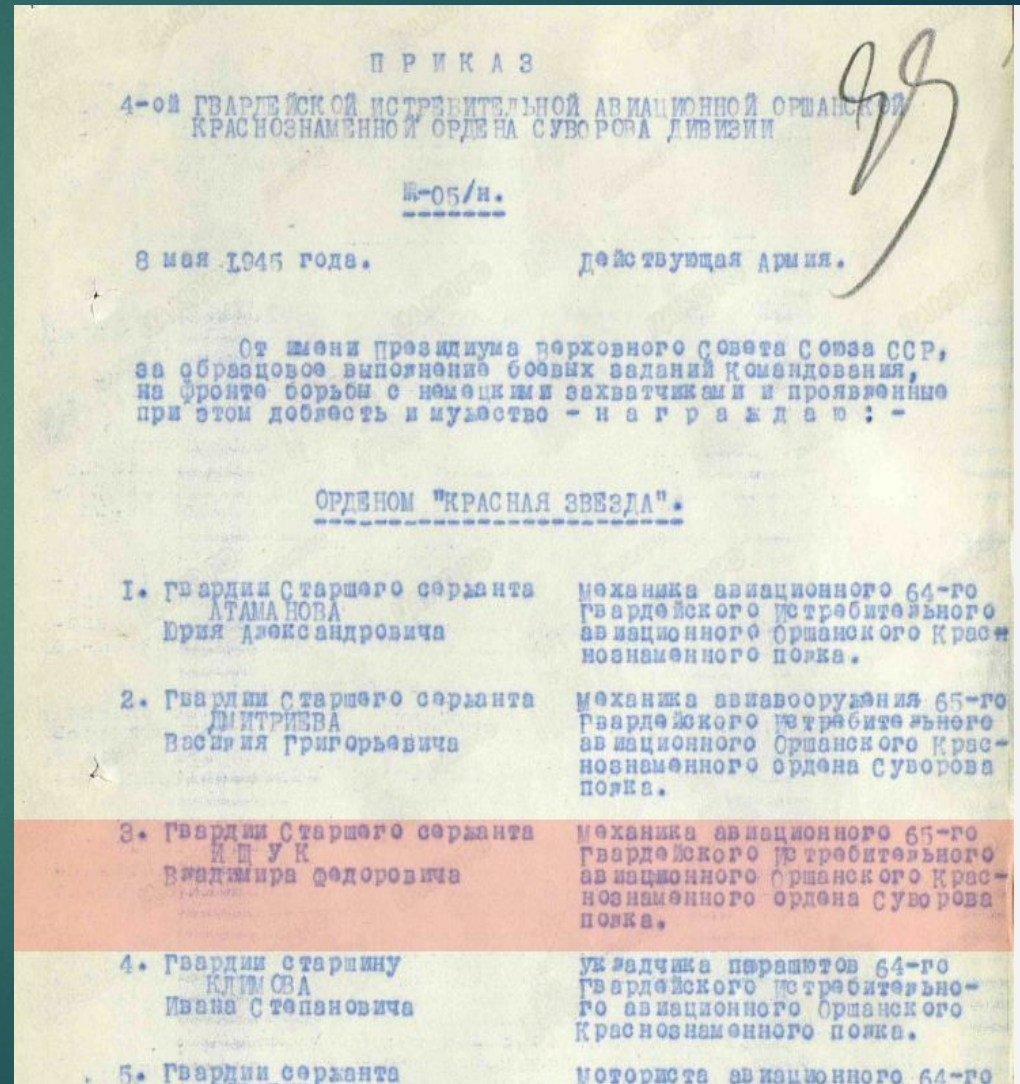 ПРИКАЗ
4-ой ГВАРДЕЙСКОЙ ИСТРЕБИТЕЛЬНОЙ АВИАЦИОННОЙ ОРШАНСКОЙ
КРАСНОЗНАМЕННОЙ ОРДЕНА СУВОРОВА ДИВИЗИИ
№-05/н.
8 мая 1945 года. Действующая Армия.
От имени Президиума Верховного Совета Союза ССР,
за образцовое выполнение боевых заданий Командования,
на фронте борьбы с немецкими захватчиками и проявленные
при этом доблесть и мужество - н а г р а ж д а ю : -
ОРДЕНОМ "КРАСНАЯ ЗВЕЗДА".
I. Гвардии Старшего сержанта
АТАМАНОВА
Юрия Александровича
механика авиационного 64-го
Гвардейского Истребительного
авиационного Оршанского Крас-
нознаменного полка.
2. Гвардии Старшего сержанта
ДМИТРИЕВА
Василия Григорьевича
механика авиавооружения 65-го
Гвардейского Истребительного
авиационного Оршанского Крас-
нознаменного ордена Суворова
полка.
3. Гвардии Старшего сержанта
И Щ У К
Владимира Федоровича
механика авиационного 65-го
Гвардейского Истребительного
авиационного Оршанского Крас-
нознаменного ордена Суворова
полка.
4. Гвардии старшину
КЛИМОВА
Ивана Степановича
укладчика парашютов 64-го
Гвардейского Истребительно-
го авиационного Оршанского
Краснознаменного полка.
5. Гвардии сержанта
моториста авиационного 64-го